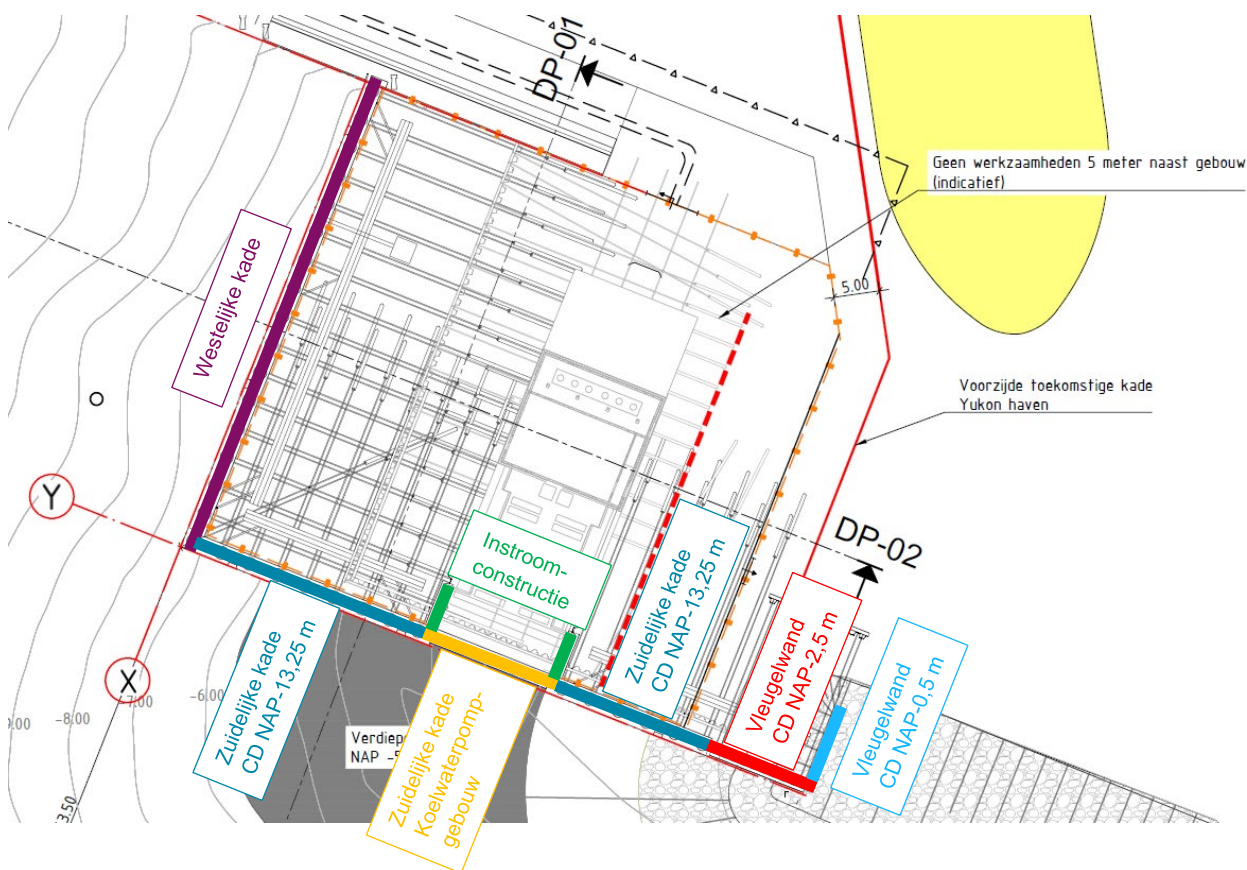 DP-01
Geen werkzaamheden 5 meter naast gebouw
(indicatief)
5.00
Westelijke kade
Voorzijde toekomstige kade
Yukon haven
Y
DP-02
Instroom-
constructie
Zuidelijke kade
CD NAP-13,25 m
Vleugelwand
CD NAP-2,5 m
Vleugelwand
CD NAP-0,5 m
X
-7.00
-6.00
-8.00
Zuidelijke kade
CD NAP-13,25 m
Verdiep
NAP
Zuidelijke kade
Koelwaterpomp-
gebouw
3.50